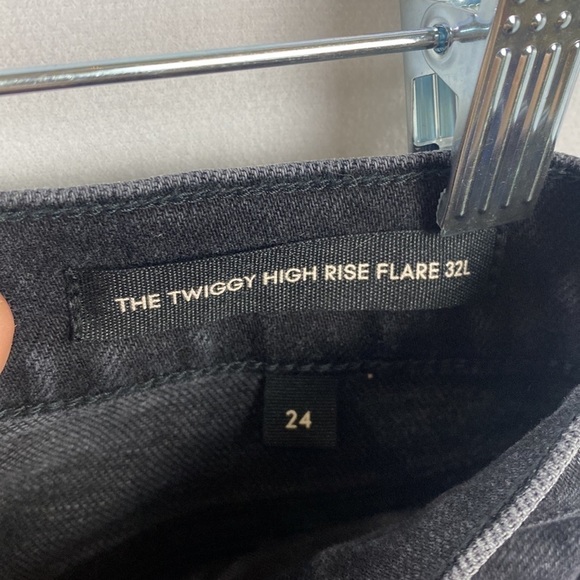 THE TWIGGY HIGH RISE FLARE 32L
24